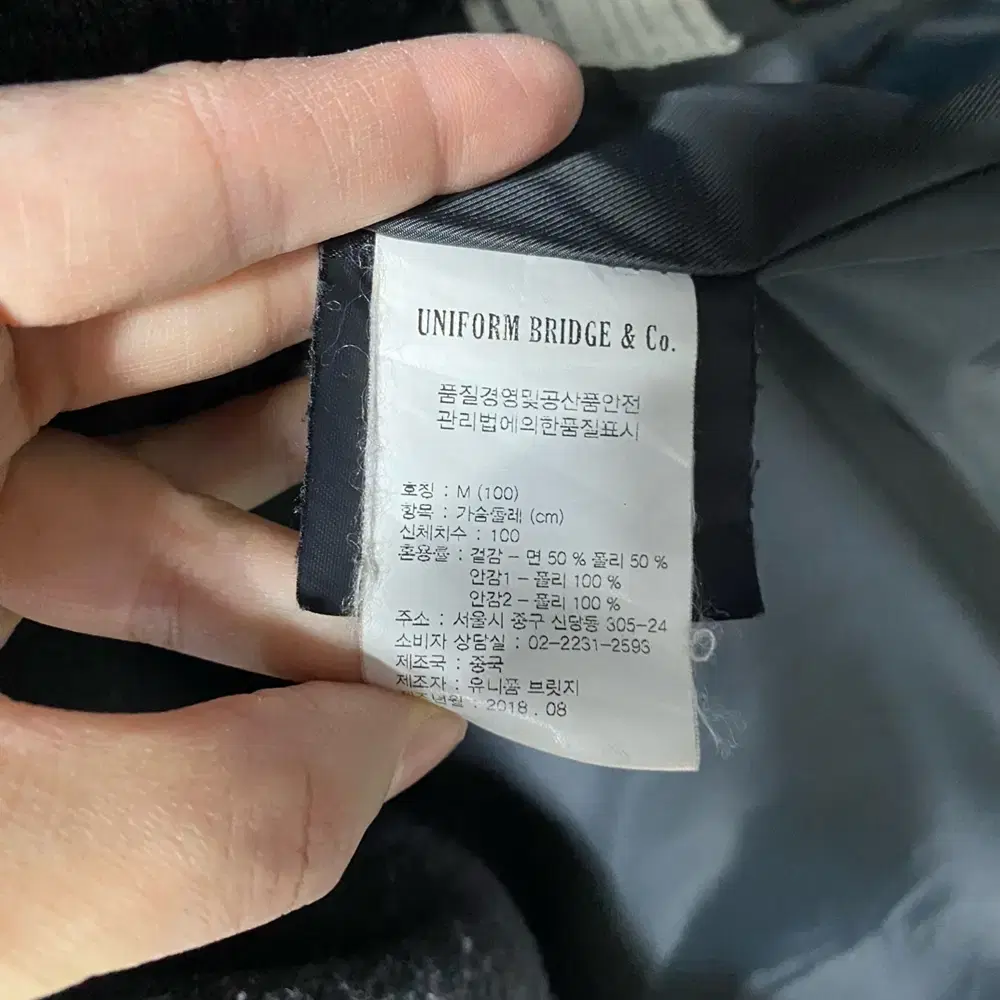 UNIFORM BRIDGE & Co.
품질경영및공산품안전
관리법에의한품질표시
호칭 : M (100)
항목 : 가슴둘레 (cm)
신체치수 : 100
혼용률 : 겉감 - 면 50 % 폴리 50 %
안감1 - 폴리 100 %
안감2 - 폴리 100 %
주소 : 서울시 중구 신당동 305-24
소비자 상담실 : 02-2231-2593
제조국 : 중국
제조자 : 유니폼 브릿지
제조년월 : 2018 . 08